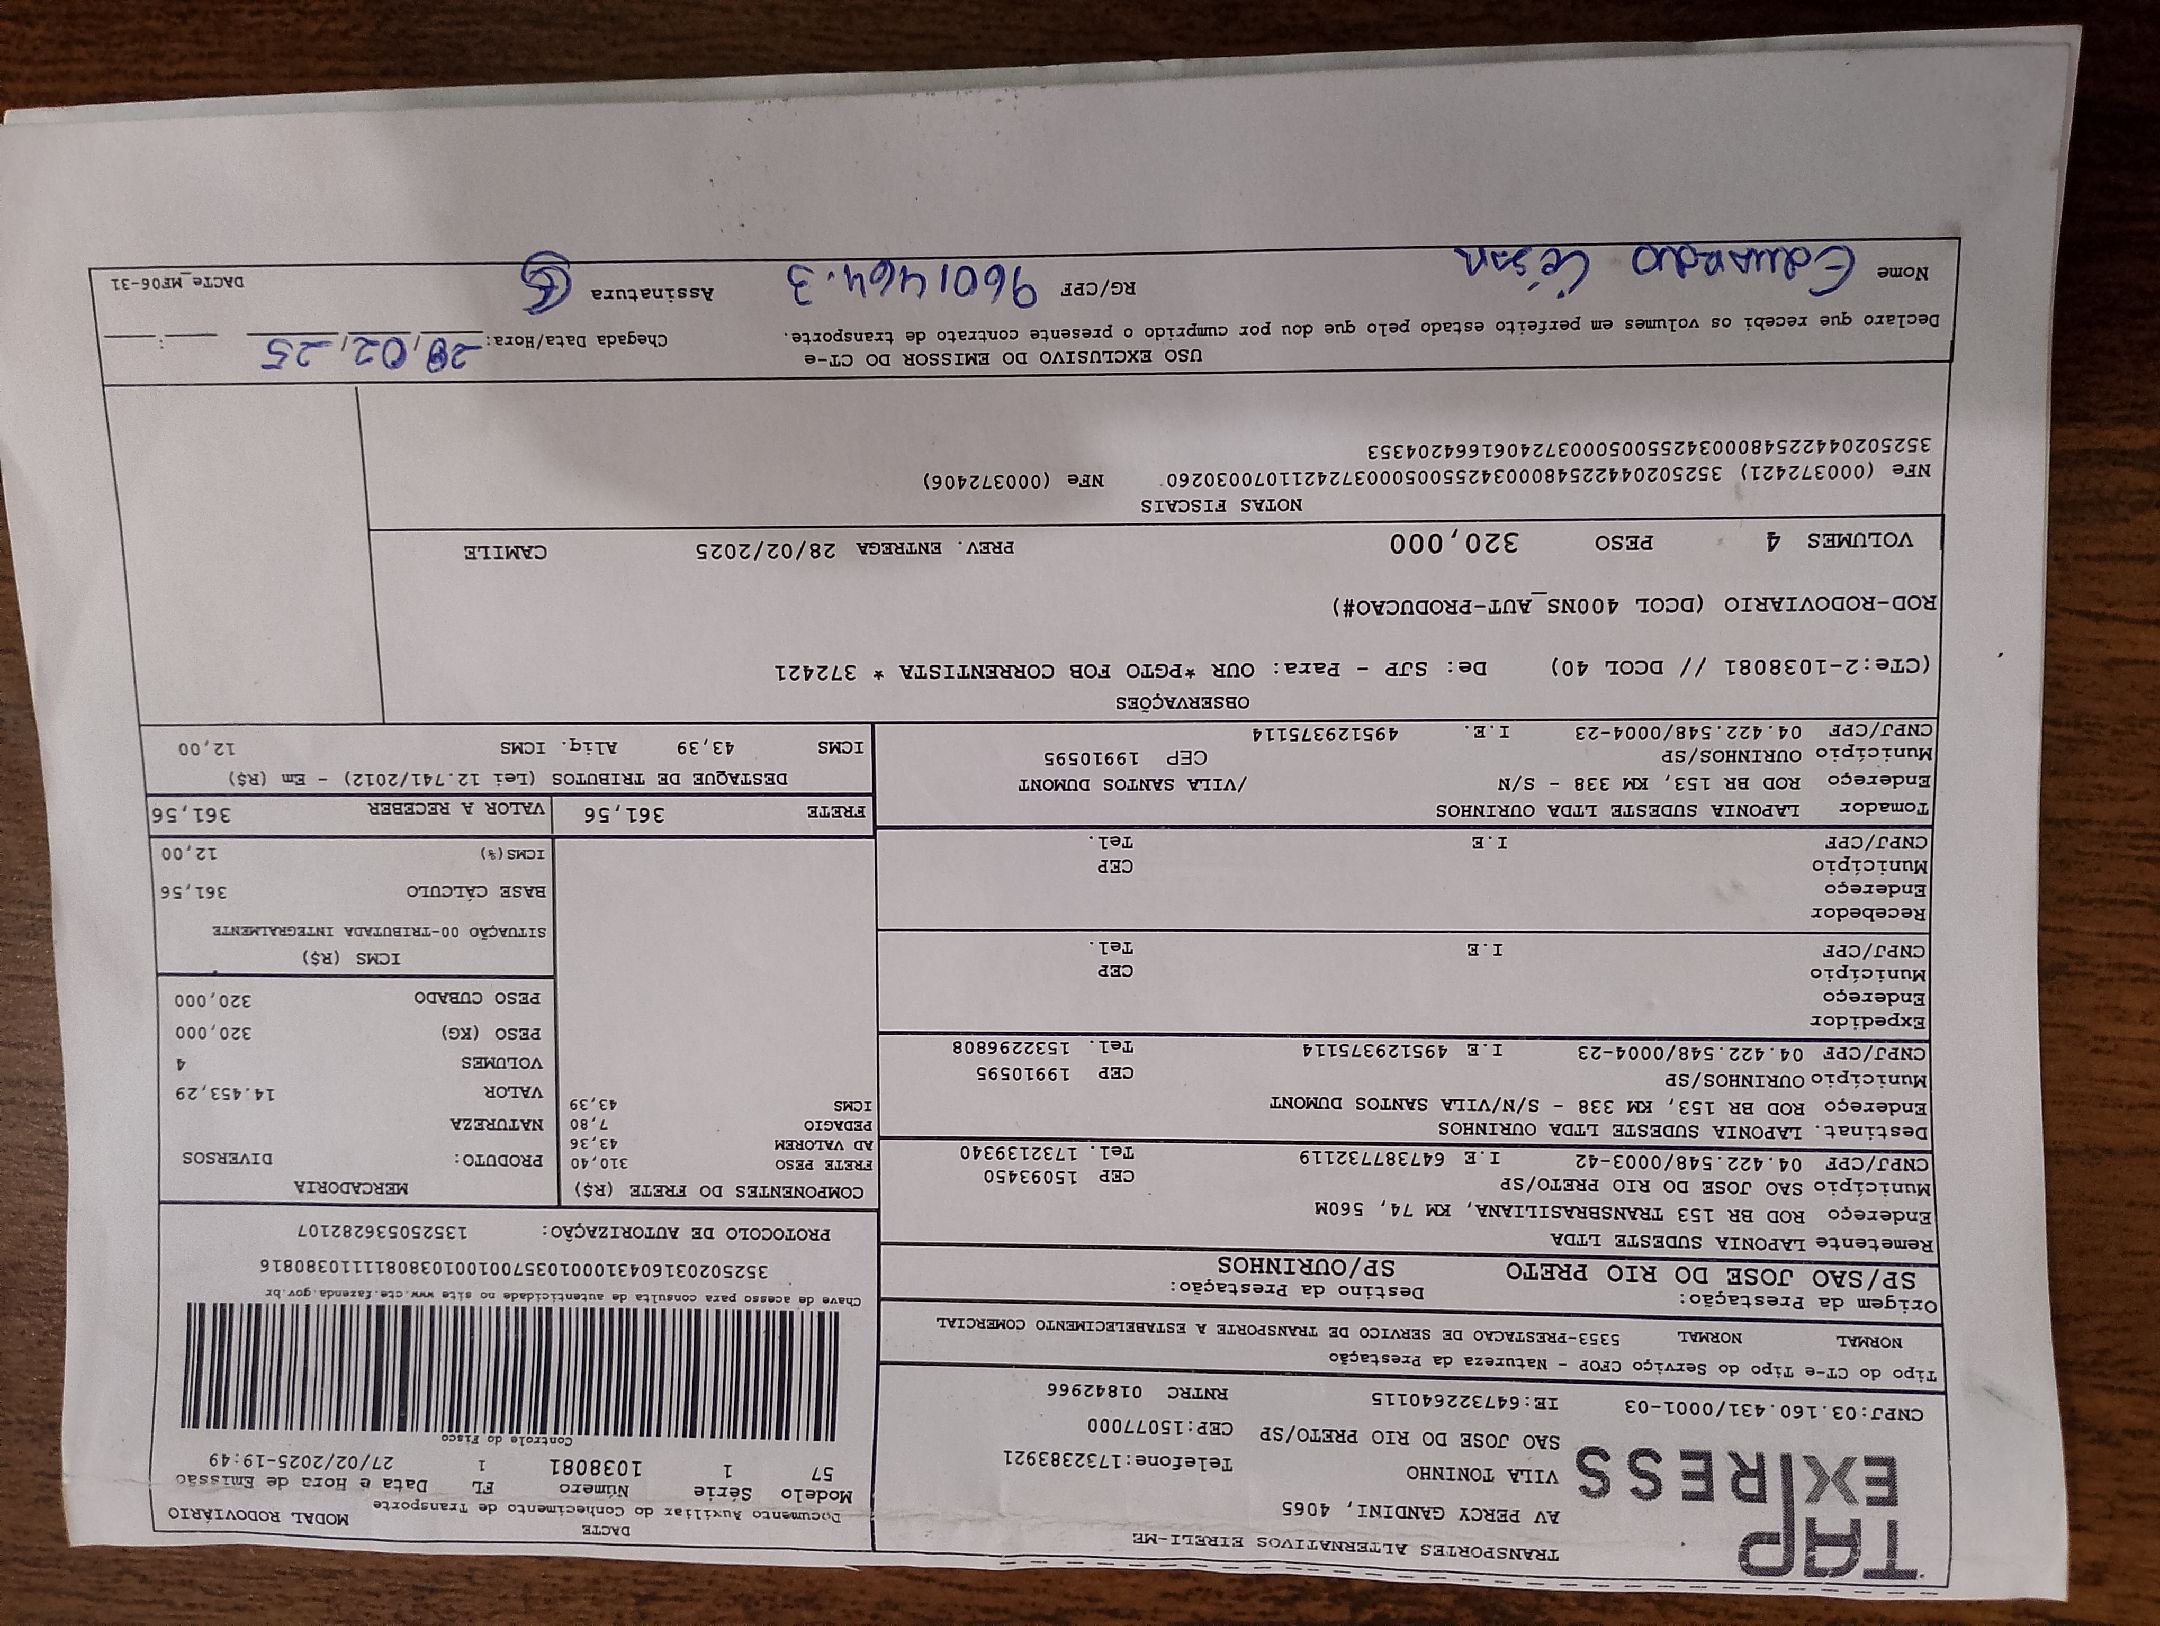 TAP
EXPRESS
TRANSPORTES ALTERNATIVOS EIRELI-ME
AV PERCY GANDINI, 4065
VILA TONINHO Telefone:1732383921
SAO JOSE DO RIO PRETO/SP CEP:15077000
CNPJ:03.160.431/0001-03 IE:647322640115 RNTRC 01842966
DACTE
Documento Auxiliar do Conhecimento de Transporte MODAL RODOVIÁRIO
Modelo Série Número FL Data e Hora de Emissão
57 1 1038081 1 27/02/2025-19:49
Controle do Fisco
Chave de acesso para consulta de autenticidade no site www.cte.fazenda.gov.br
352502031604310001035700100103808111110380816
PROTOCOLO DE AUTORIZAÇÃO: 135250536282107
Tipo do CT-e Tipo do Serviço CFOP - Natureza da Prestação
NORMAL NORMAL 5353-PRESTACAO DE SERVICO DE TRANSPORTE A ESTABELECIMENTO COMERCIAL
Origem da Prestação: Destino da Prestação:
SP/SAO JOSE DO RIO PRETO SP/OURINHOS
Remetente LAPONIA SUDESTE LTDA
Endereço ROD BR 153 TRANSBRASILIANA, KM 74, 560M
Município SAO JOSE DO RIO PRETO/SP CEP 15093450
CNPJ/CPF 04.422.548/0003-42 I.E 647387732119 Tel. 1732139340
Destinat. LAPONIA SUDESTE LTDA OURINHOS
Endereço ROD BR 153, KM 338 - S/N/VILA SANTOS DUMONT
Município OURINHOS/SP CEP 19910595
CNPJ/CPF 04.422.548/0004-23 I.E 495129375114 Tel. 1532296808
Expedidor
Endereço
Município CEP
CNPJ/CPF I.E Tel.
Recebedor
Endereço
Município CEP
CNPJ/CPF I.E Tel.
Tomador LAPONIA SUDESTE LTDA OURINHOS
Endereço ROD BR 153, KM 338 - S/N /VILA SANTOS DUMONT
Município OURINHOS/SP CEP 19910595
CNPJ/CPF 04.422.548/0004-23 I.E. 495129375114
COMPONENTES DO FRETE (R$)
FRETE PESO 310,40
AD VALOREM 43,36
PEDAGIO 7,80
ICMS 43,39
MERCADORIA
PRODUTO: DIVERSOS
NATUREZA
VALOR 14.453,29
VOLUMES 4
PESO (KG) 320,000
PESO CUBADO 320,000
ICMS (R$)
SITUAÇÃO 00-TRIBUTADA INTEGRALMENTE
BASE CÁLCULO 361,56
ICMS(%) 12,00
FRETE 361,56 VALOR A RECEBER 361,56
DESTAQUE DE TRIBUTOS (Lei 12.741/2012) - Em (R$)
ICMS 43,39 Aliq. ICMS 12,00
OBSERVAÇÕES
(CTe:2-1038081 // DCOL 40) De: SJP - Para: OUR *PGTO FOB CORRENTISTA * 372421
ROD-RODOVIARIO (DCOL 400NS_AUT-PRODUCAO#)
VOLUMES 4 PESO 320,000 PREV. ENTREGA 28/02/2025 CAMILE
NOTAS FISCAIS
NFe (000372421) 35250204422548000342550050003724211070030260 NFe (000372406)
35250204422548000342550050003724061664204353
USO EXCLUSIVO DO EMISSOR DO CT-e
Declaro que recebi os volumes em perfeito estado pelo que dou por cumprido o presente contrato de transporte. Chegada Data/Hora: 28,02,25 __:__
Nome Eduardo César RG/CPF 9601464.3 Assinatura DACTe_MF06-31